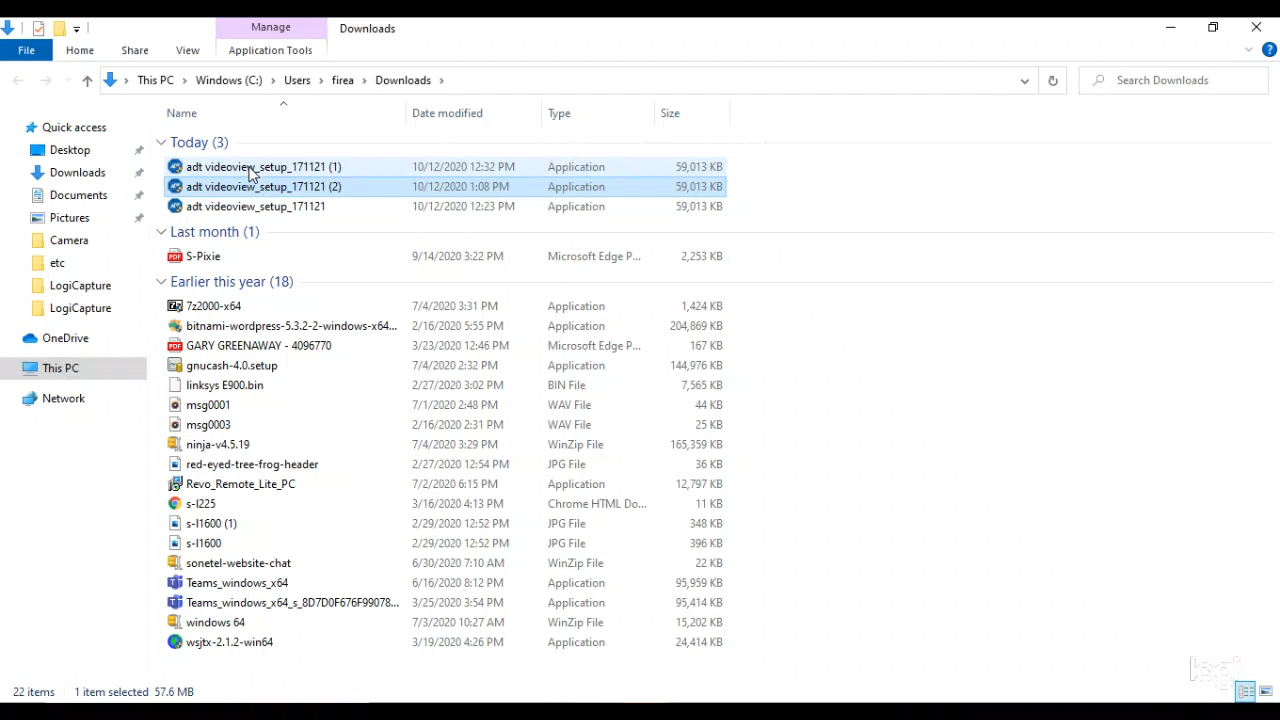 Manage Downloads
File Home Share View Application Tools
This PC Windows (C:) Users firea Downloads Search Downloads
Name Date modified Type Size
Quick access
Desktop
Downloads
Documents
Pictures
Camera
etc
LogiCapture
LogiCapture
OneDrive
This PC
Network
Today (3)
adt videoview_setup_171121 (1) 10/12/2020 12:32 PM Application 59,013 KB
adt videoview_setup_171121 (2) 10/12/2020 1:08 PM Application 59,013 KB
adt videoview_setup_171121 10/12/2020 12:23 PM Application 59,013 KB
Last month (1)
S-Pixie 9/14/2020 3:22 PM Microsoft Edge P... 2,253 KB
Earlier this year (18)
7z2000-x64 7/4/2020 3:31 PM Application 1,424 KB
bitnami-wordpress-5.3.2-2-windows-x64... 2/16/2020 5:55 PM Application 204,869 KB
GARY GREENAWAY - 4096770 3/23/2020 12:46 PM Microsoft Edge P... 167 KB
gnucash-4.0.setup 7/4/2020 2:32 PM Application 144,976 KB
linksys E900.bin 2/27/2020 3:02 PM BIN File 7,565 KB
msg0001 7/1/2020 2:48 PM WAV File 44 KB
msg0003 2/16/2020 2:31 PM WAV File 25 KB
ninja-v4.5.19 7/4/2020 3:29 PM WinZip File 165,359 KB
red-eyed-tree-frog-header 2/27/2020 12:54 PM JPG File 36 KB
Revo_Remote_Lite_PC 7/2/2020 6:15 PM Application 12,797 KB
s-l225 3/16/2020 4:13 PM Chrome HTML Do... 11 KB
s-l1600 (1) 2/29/2020 12:52 PM JPG File 348 KB
s-l1600 2/29/2020 12:52 PM JPG File 396 KB
sonetel-website-chat 6/30/2020 7:10 AM WinZip File 22 KB
Teams_windows_x64 6/16/2020 8:12 PM Application 95,959 KB
Teams_windows_x64_s_8D7D0F676F99078... 3/25/2020 3:54 PM Application 95,414 KB
windows 64 7/3/2020 10:27 AM WinZip File 15,202 KB
wsjtx-2.1.2-win64 3/19/2020 4:26 PM Application 24,414 KB
logi
22 items 1 item selected 57.6 MB